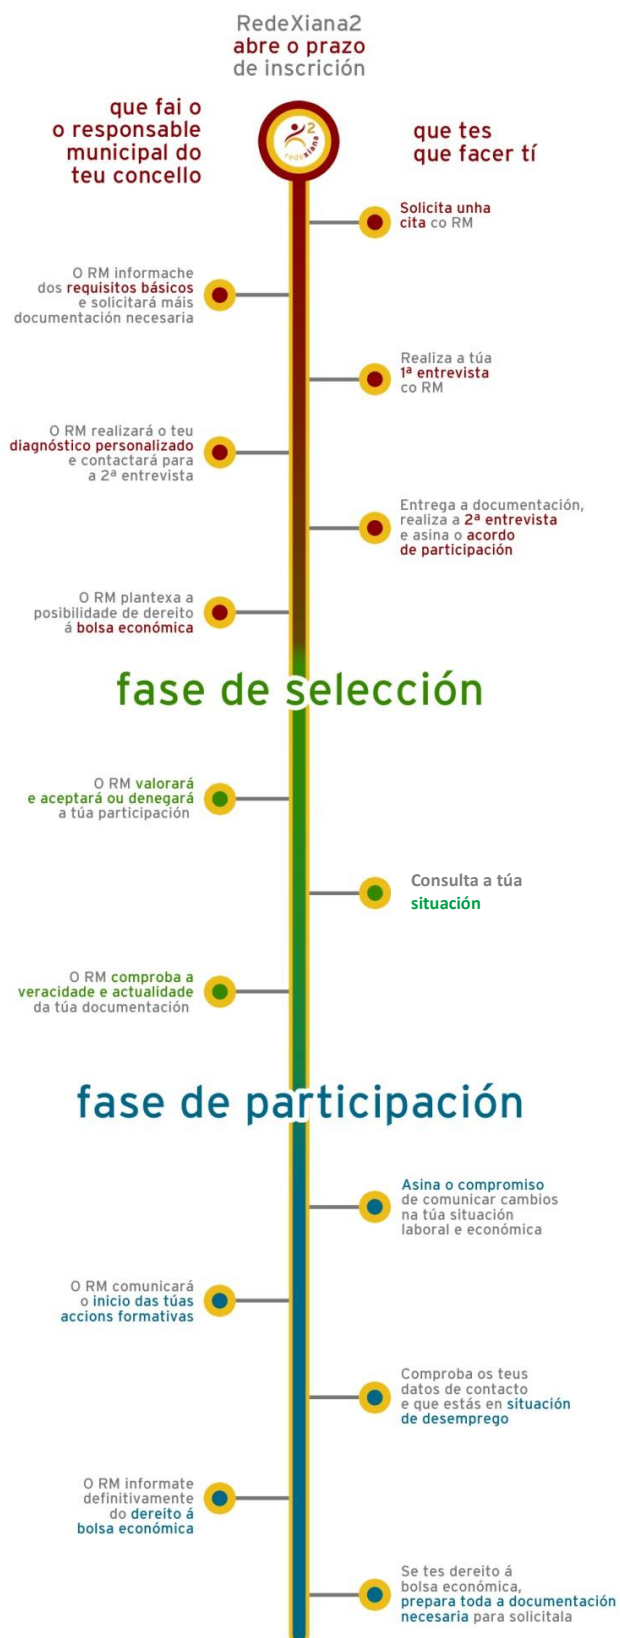 RedeXiana2
abre o prazo
de inscrición
que fai o
o responsable
municipal do
teu concello
2
redexiana
que tes
que facer tí
Solicita unha
cita co RM
O RM informache
dos requisitos básicos
e solicitará máis
documentación necesaria
Realiza a túa
1ª entrevista
co RM
O RM realizará o teu
diagnóstico personalizado
e contactará para
a 2ª entrevista
Entrega a documentación,
realiza a 2ª entrevista
e asina o acordo
de participación
O RM plantexa a
posibilidade de dereito
á bolsa económica
fase de selección
O RM valorará
e aceptará ou denegará
a túa participación
Consulta a túa
situación
O RM comproba a
veracidade e actualidade
da túa documentación
fase de participación
Asina o compromiso
de comunicar cambios
na túa situación
laboral e económica
O RM comunicará
o inicio das túas
accions formativas
Comproba os teus
datos de contacto
e que estás en situación
de desemprego
O RM informate
definitivamente
do dereito á
bolsa económica
Se tes dereito á
bolsa económica,
prepara toda a documentación
necesaria para solicitala